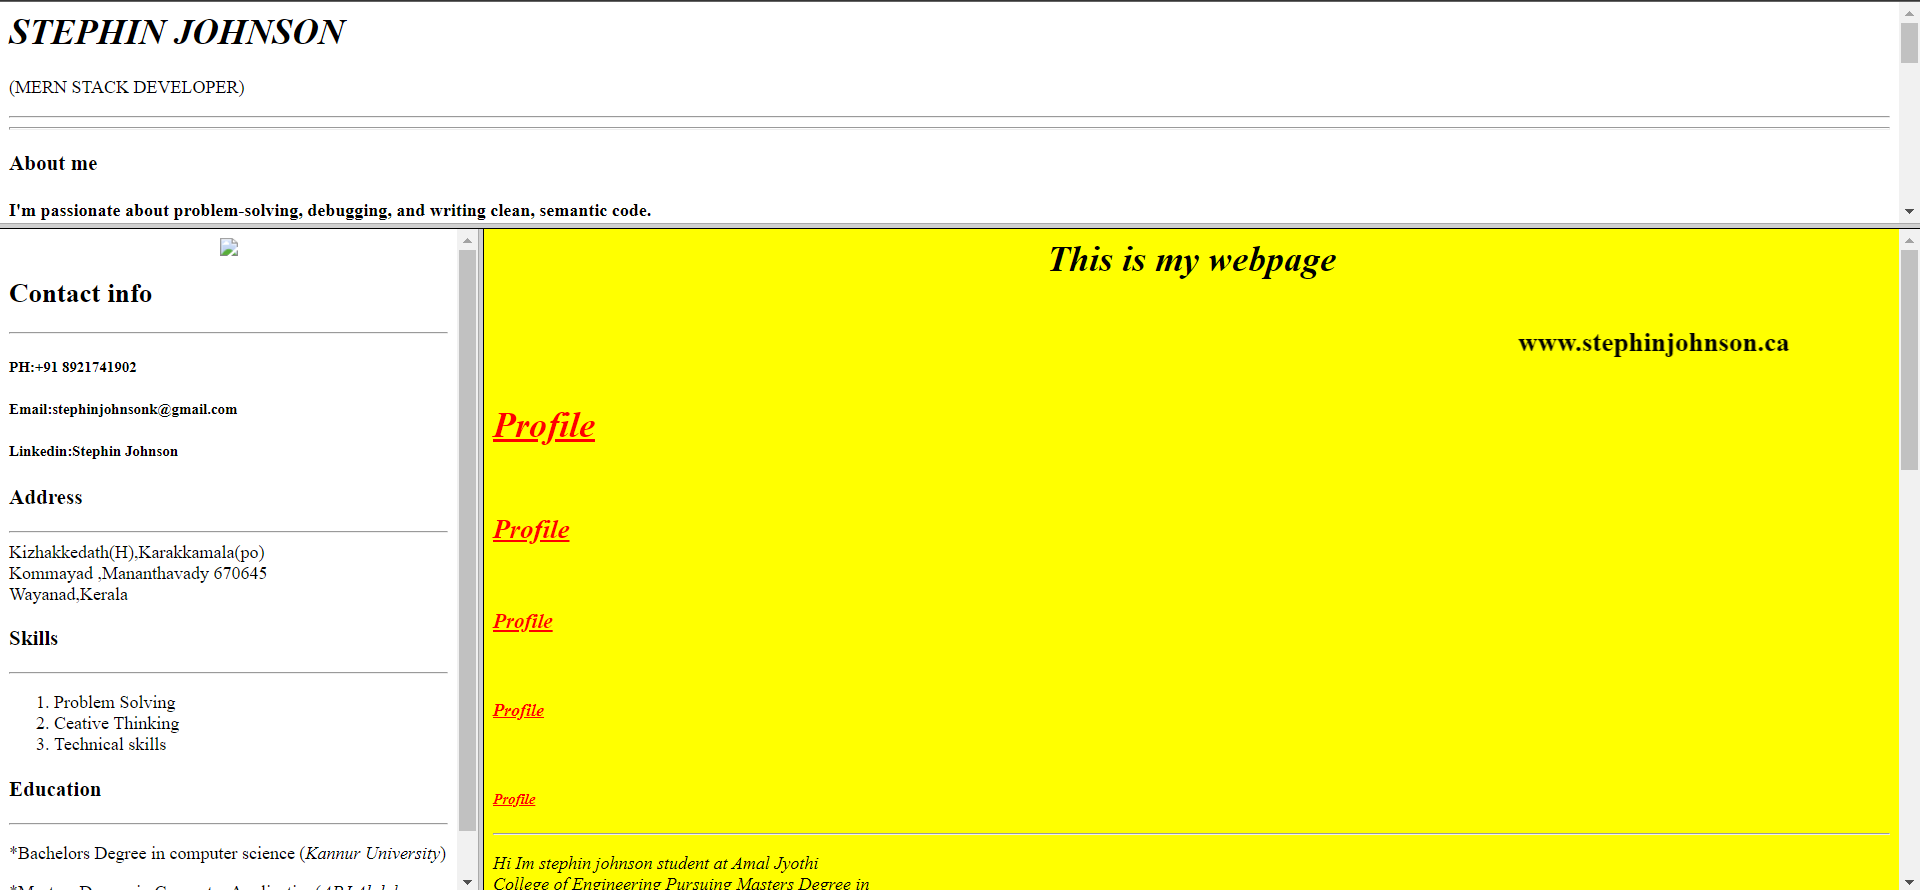 STEPHIN JOHNSON
(MERN STACK DEVELOPER)
About me
I'm passionate about problem-solving, debugging, and writing clean, semantic code.
Contact info
PH:+91 8921741902
Email:stephinjohnsonk@gmail.com
Linkedin:Stephin Johnson
Address
Kizhakkedath(H),Karakkamala(po)
Kommayad ,Mananthavady 670645
Wayanad,Kerala
Skills
1. Problem Solving
2. Ceative Thinking
3. Technical skills
Education
*Bachelors Degree in computer science (Kannur University)
This is my webpage
www.stephinjohnson.ca
Profile
Profile
Profile
Profile
Profile
Hi Im stephin johnson student at Amal Jyothi
College of Engineering Pursuing Masters Degree in